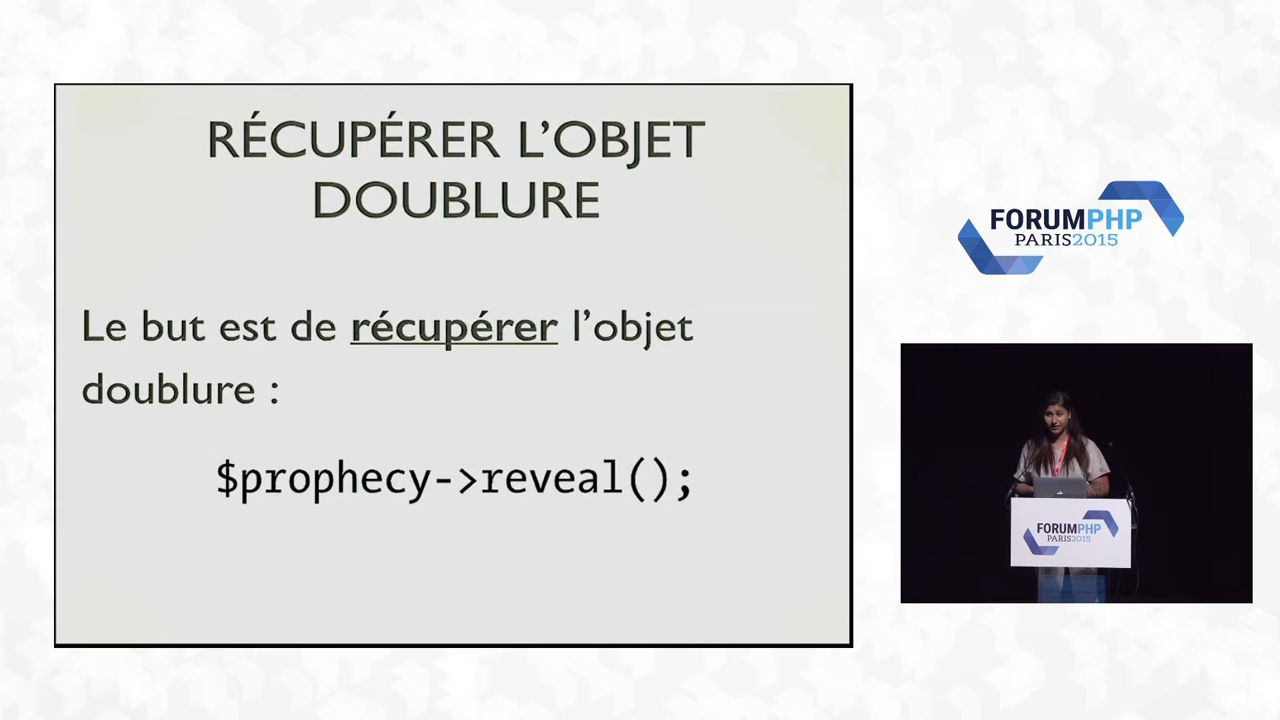 RÉCUPÉRER L’OBJET
DOUBLURE
Le but est de récupérer l’objet
doublure :
$prophecy->reveal();
FORUMPHP
PARIS2015
FORUMPHP
PARIS2015